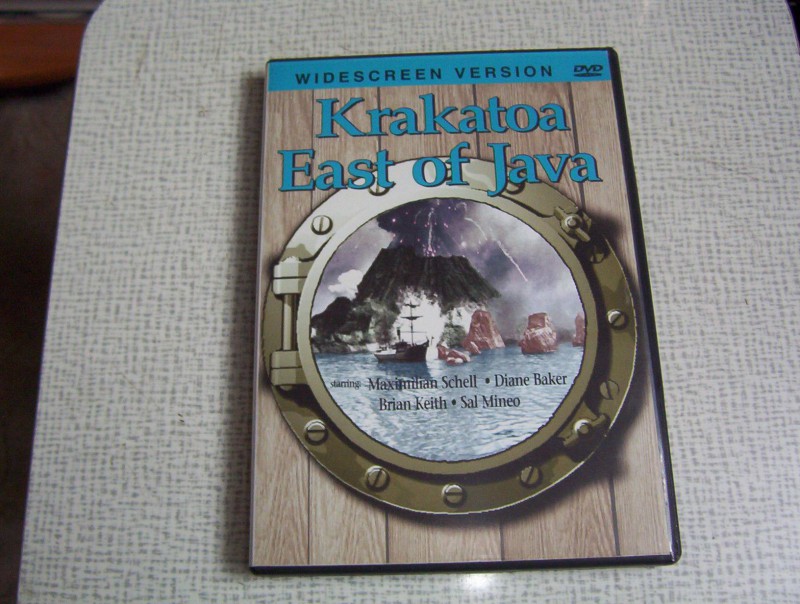 WIDESCREEN VERSION DVD
Krakatoa
East of Java
starring Maximilian Schell • Diane Baker
Brian Keith • Sal Mineo